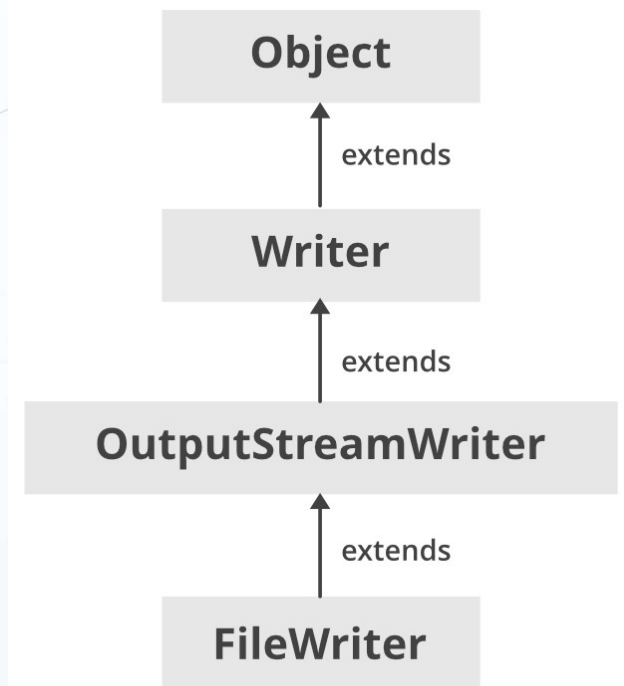 Object
extends
Writer
extends
OutputStreamWriter
extends
FileWriter